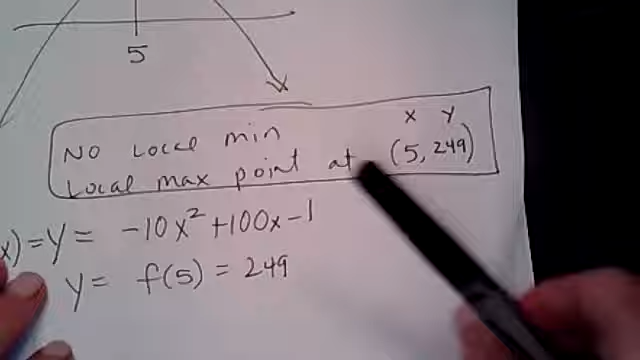 5
x y
No Local min
Local max point at (5, 249)
x) = y = -10x² + 100x - 1
y = f(5) = 249